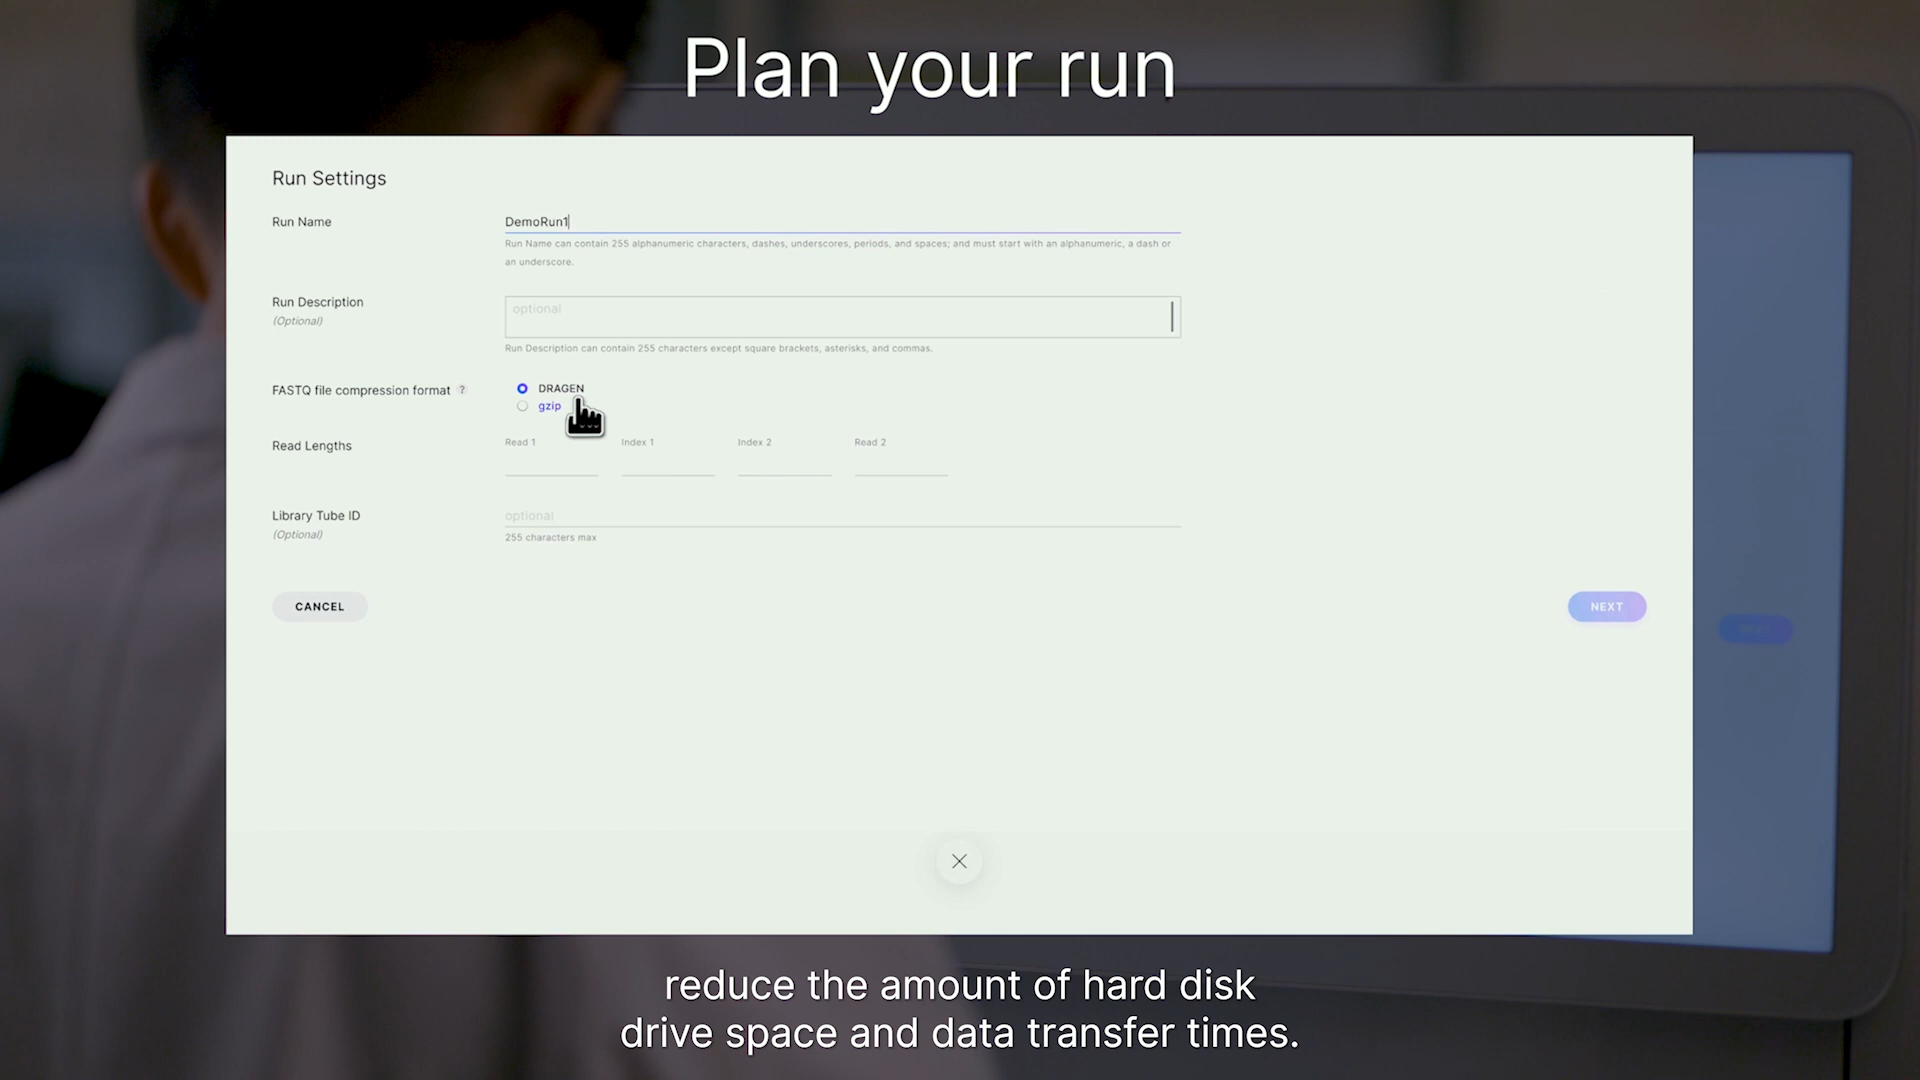 Plan your run
Run Settings
Run Name
DemoRun1
Run Name can contain 255 alphanumeric characters, dashes, underscores, periods, and spaces; and must start with an alphanumeric, a dash or
an underscore.
Run Description
(Optional)
optional
Run Description can contain 255 characters except square brackets, asterisks, and commas.
FASTQ file compression format ?
DRAGEN
gzip
Read Lengths
Read 1
Index 1
Index 2
Read 2
Library Tube ID
(Optional)
optional
255 characters max
CANCEL
NEXT
reduce the amount of hard disk
drive space and data transfer times.